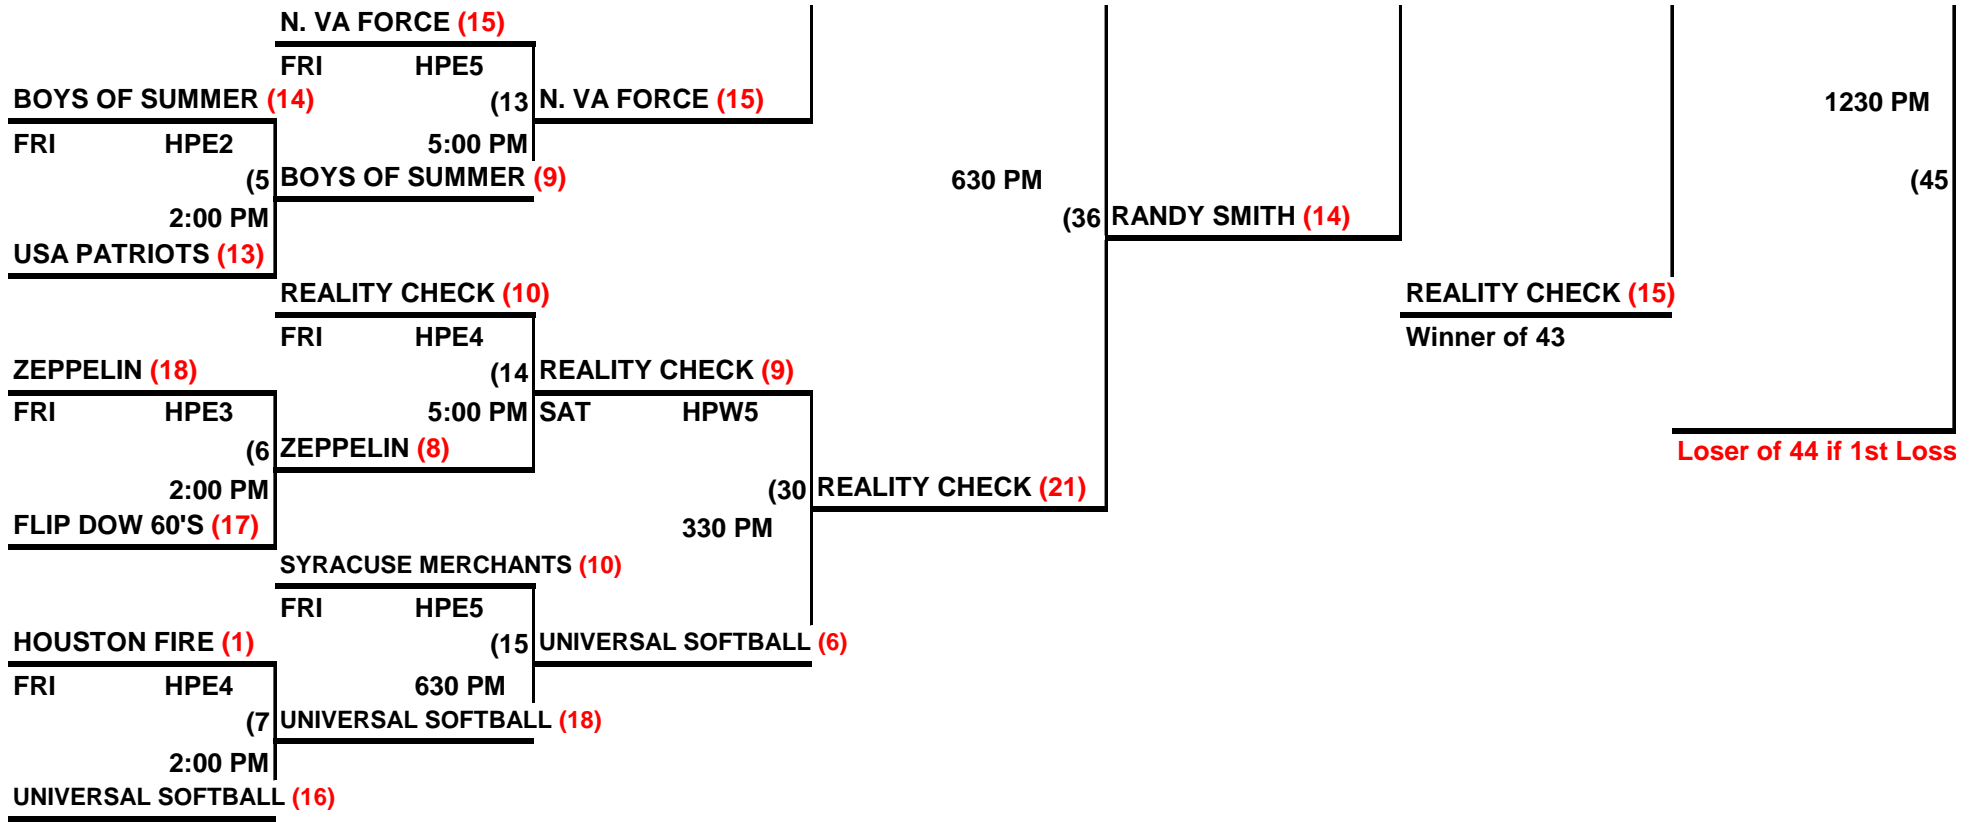 N. VA FORCE (15)
FRI HPE5
BOYS OF SUMMER (14) (13 N. VA FORCE (15) 1230 PM
FRI HPE2 5:00 PM
(5 BOYS OF SUMMER (9) 630 PM (45
2:00 PM (36 RANDY SMITH (14)
USA PATRIOTS (13)
REALITY CHECK (10) REALITY CHECK (15)
FRI HPE4 Winner of 43
ZEPPELIN (18) (14 REALITY CHECK (9)
FRI HPE3 5:00 PM SAT HPW5
(6 ZEPPELIN (8) Loser of 44 if 1st Loss
2:00 PM (30 REALITY CHECK (21)
FLIP DOW 60'S (17) 330 PM
SYRACUSE MERCHANTS (10)
FRI HPE5
HOUSTON FIRE (1) (15 UNIVERSAL SOFTBALL (6)
FRI HPE4 630 PM
(7 UNIVERSAL SOFTBALL (18)
2:00 PM
UNIVERSAL SOFTBALL (16)